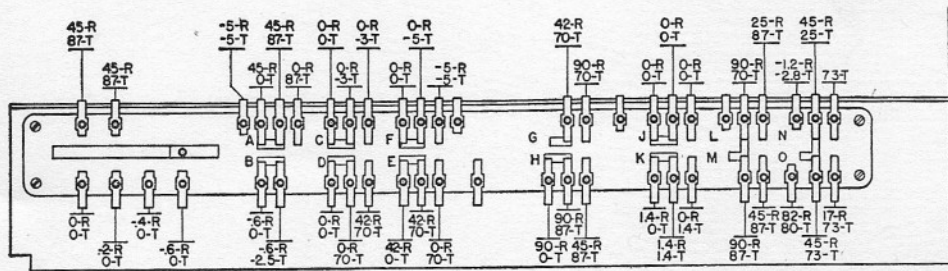 45-R
87-T
-5-R
-5-T
45-R
87-T
0-R
0-T
0-R
-3-T
0-R
-5-T
42-R
70-T
0-R
0-T
25-R
87-T
45-R
25-T
45-R
87-T
45-R
0-T
0-R
87-T
0-R
-3-T
0-R
0-T
-5-R
-5-T
90-R
70-T
0-R
0-T
0-R
0-T
90-R
70-T
-1.2-R
-2.8-T
73-T
A
C
F
G
J
L
N
B
D
E
H
K
M
O
0-R
0-T
-.4-R
0-T
-.6-R
0-T
0-R
0-T
42-R
70-T
0-R
0-T
42-R
70-T
90-R
87-T
1.4-R
0-T
0-R
1.4-T
45-R
87-T
82-R
80-T
17-R
73-T
-.2-R
0-T
-.6-R
0-T
-.6-R
-2.5-T
0-R
70-T
42-R
0-T
0-R
70-T
90-R
0-T
45-R
87-T
1.4-R
1.4-T
90-R
87-T
45-R
73-T